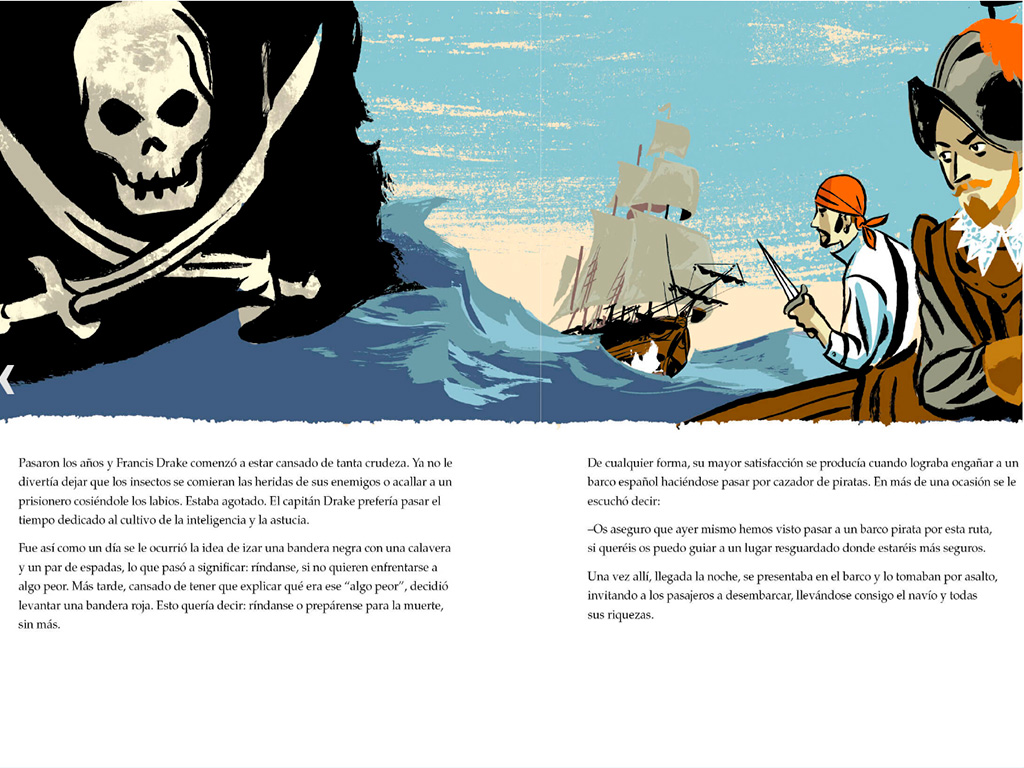 Pasaron los años y Francis Drake comenzó a estar cansado de tanta crudeza. Ya no le
divertía dejar que los insectos se comieran las heridas de sus enemigos o acallar a un
prisionero cosiéndole los labios. Estaba agotado. El capitán Drake prefería pasar el
tiempo dedicado al cultivo de la inteligencia y la astucia.
Fue así como un día se le ocurrió la idea de izar una bandera negra con una calavera
y un par de espadas, lo que pasó a significar: ríndanse, si no quieren enfrentarse a
algo peor. Más tarde, cansado de tener que explicar qué era ese “algo peor”, decidió
levantar una bandera roja. Esto quería decir: ríndanse o prepárense para la muerte,
sin más.
De cualquier forma, su mayor satisfacción se producía cuando lograba engañar a un
barco español haciéndose pasar por cazador de piratas. En más de una ocasión se le
escuchó decir:
–Os aseguro que ayer mismo hemos visto pasar a un barco pirata por esta ruta,
si queréis os puedo guiar a un lugar resguardado donde estaréis más seguros.
Una vez allí, llegada la noche, se presentaba en el barco y lo tomaban por asalto,
invitando a los pasajeros a desembarcar, llevándose consigo el navío y todas
sus riquezas.